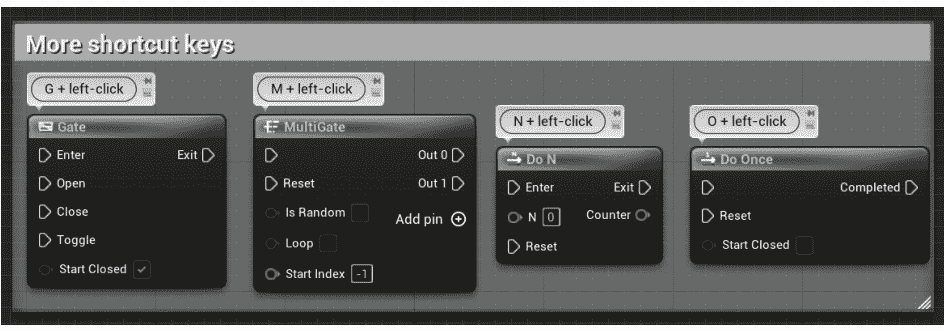 More shortcut keys
G + left-click
Gate
Enter Exit
Open
Close
Toggle
Start Closed
M + left-click
MultiGate
Out 0
Reset Out 1
Is Random Add pin
Loop
Start Index -1
N + left-click
Do N
Enter Exit
N 0 Counter
Reset
O + left-click
Do Once
Completed
Reset
Start Closed